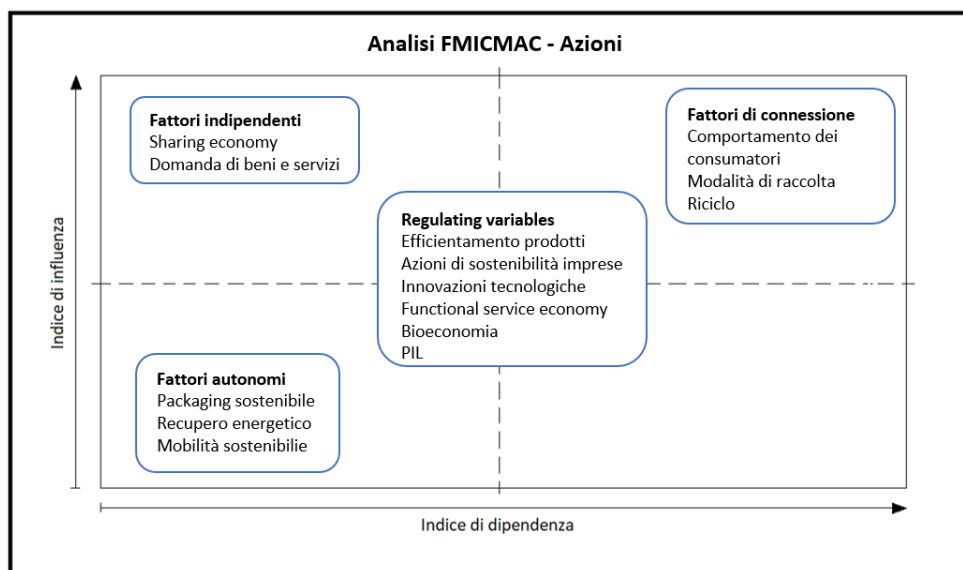 Analisi FMICMAC - Azioni
Fattori indipendenti
Sharing economy
Domanda di beni e servizi
Fattori di connessione
Comportamento dei
consumatori
Modalità di raccolta
Riciclo
Regulating variables
Efficientamento prodotti
Azioni di sostenibilità imprese
Innovazioni tecnologiche
Functional service economy
Bioeconomia
PIL
Fattori autonomi
Packaging sostenibile
Recupero energetico
Mobilità sostenibilie
Indice di influenza
Indice di dipendenza